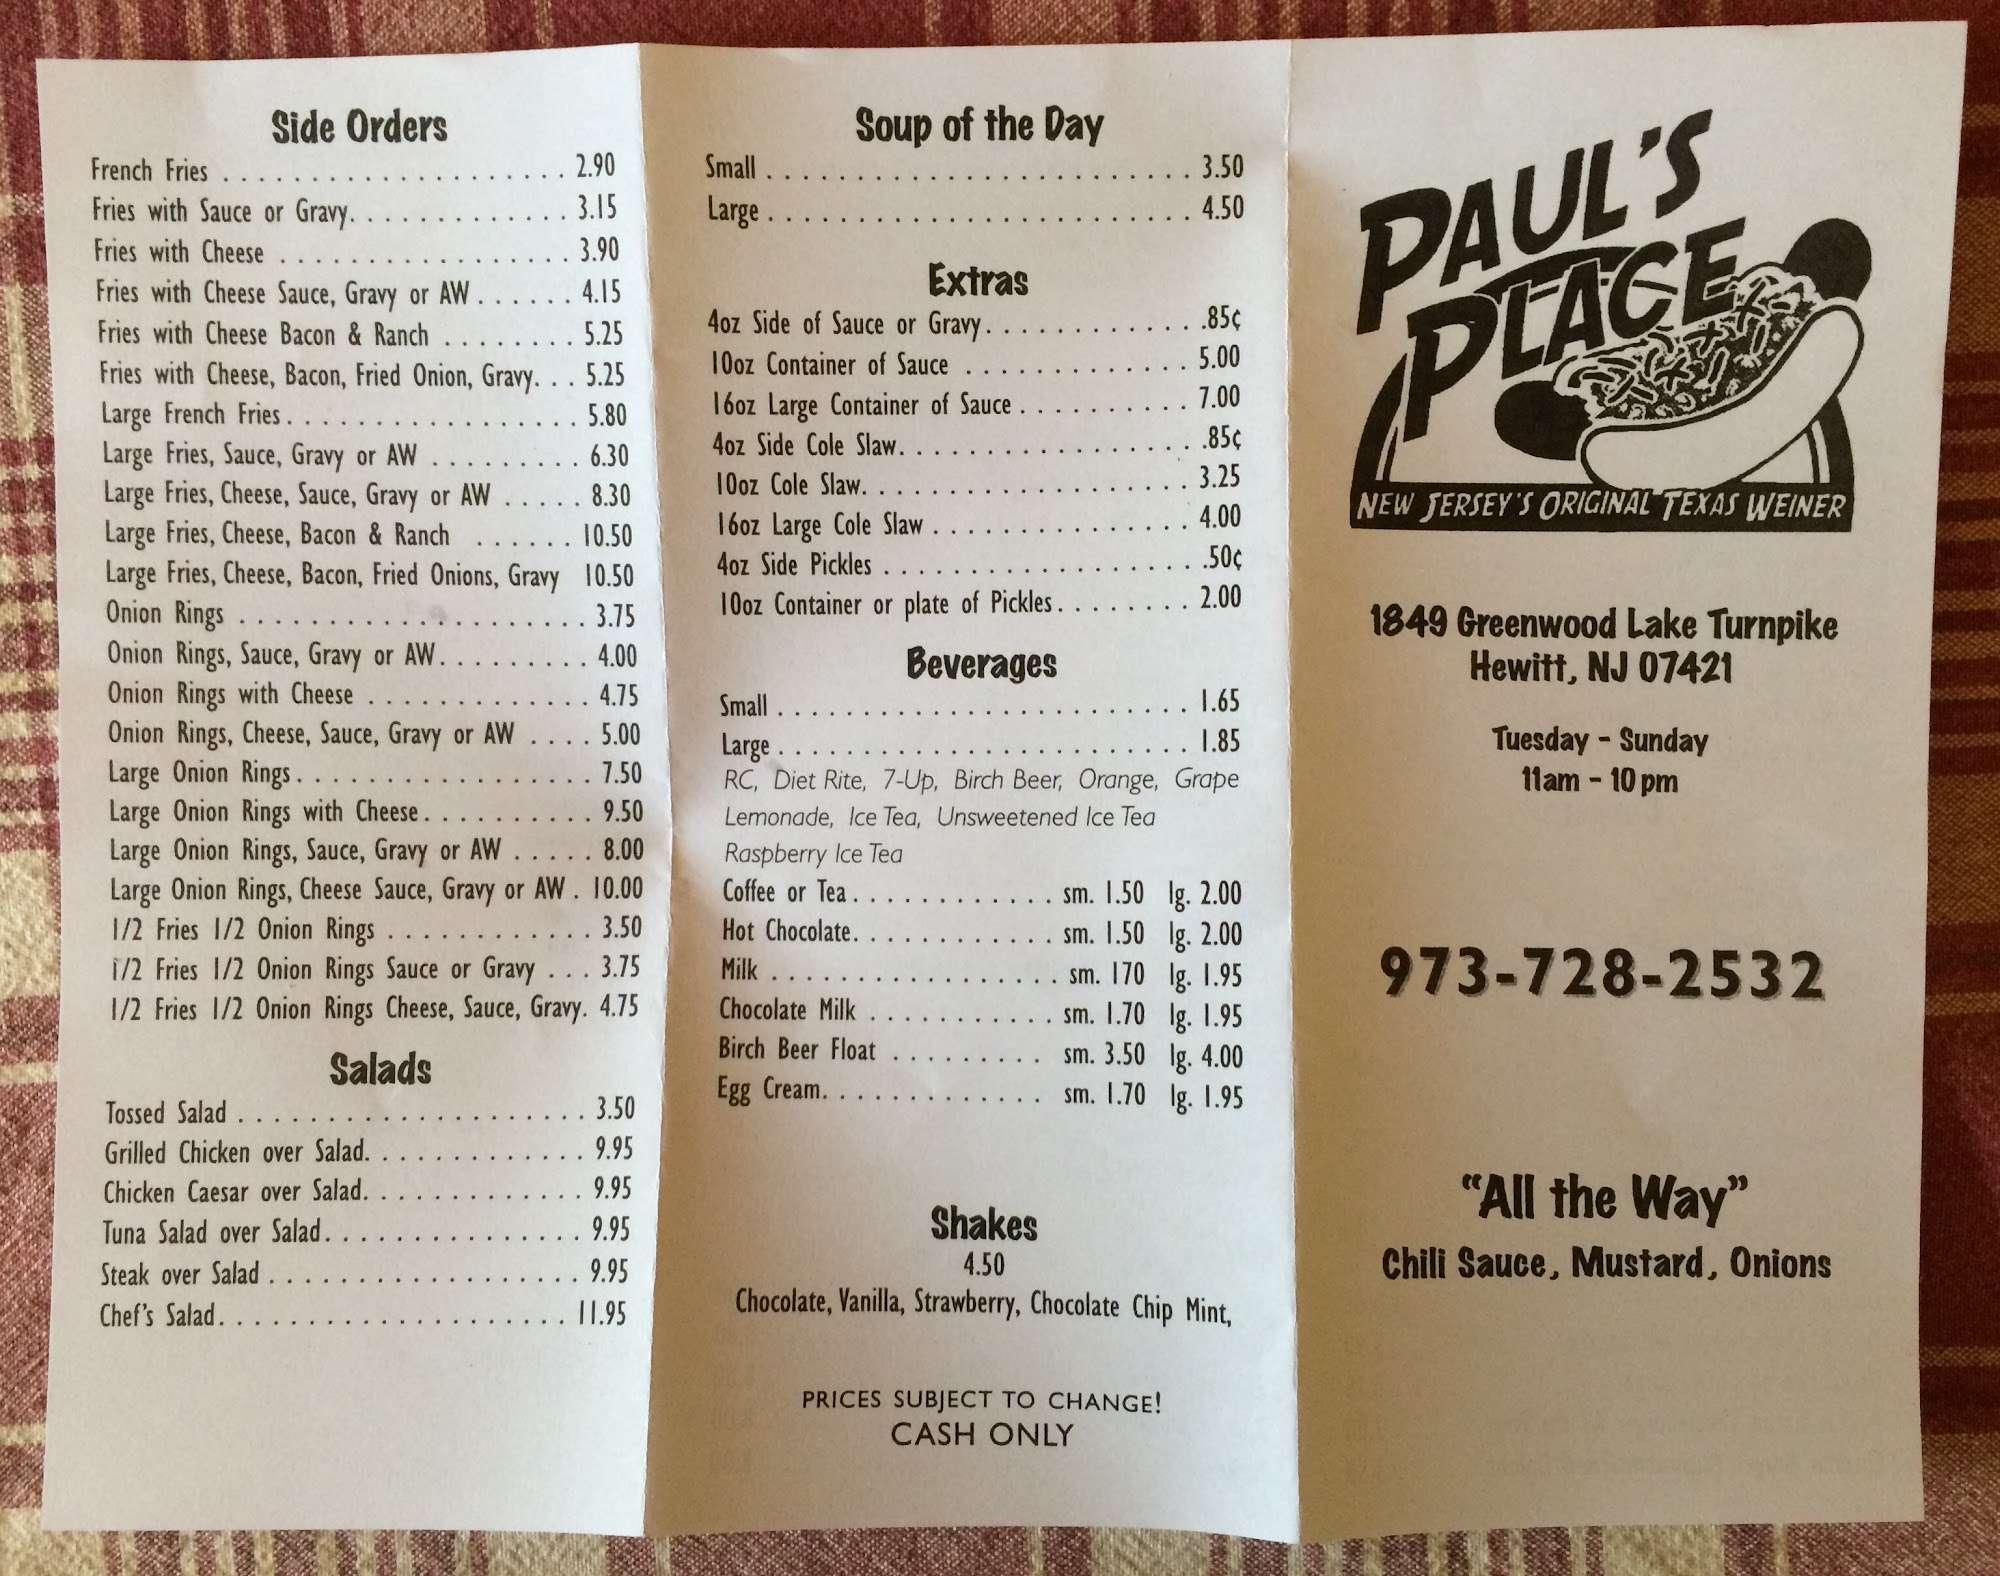 Side Orders
French Fries . . . . . . . . . . . . . . . . . . . . 2.90
Fries with Sauce or Gravy. . . . . . . . . . . . . 3.15
Fries with Cheese . . . . . . . . . . . . . . . . . 3.90
Fries with Cheese Sauce, Gravy or AW . . . . . . 4.15
Fries with Cheese Bacon & Ranch . . . . . . . . 5.25
Fries with Cheese, Bacon, Fried Onion, Gravy. . . 5.25
Large French Fries . . . . . . . . . . . . . . . . . 5.80
Large Fries, Sauce, Gravy or AW . . . . . . . . . 6.30
Large Fries, Cheese, Sauce, Gravy or AW . . . . . 8.30
Large Fries, Cheese, Bacon & Ranch . . . . . . 10.50
Large Fries, Cheese, Bacon, Fried Onions, Gravy 10.50
Onion Rings . . . . . . . . . . . . . . . . . . . . 3.75
Onion Rings, Sauce, Gravy or AW. . . . . . . . . 4.00
Onion Rings with Cheese . . . . . . . . . . . . . 4.75
Onion Rings, Cheese, Sauce, Gravy or AW . . . . 5.00
Large Onion Rings. . . . . . . . . . . . . . . . . . 7.50
Large Onion Rings with Cheese. . . . . . . . . . . 9.50
Large Onion Rings, Sauce, Gravy or AW . . . . . 8.00
Large Onion Rings, Cheese Sauce, Gravy or AW . 10.00
1/2 Fries 1/2 Onion Rings . . . . . . . . . . . . 3.50
1/2 Fries 1/2 Onion Rings Sauce or Gravy . . . 3.75
1/2 Fries 1/2 Onion Rings Cheese, Sauce, Gravy. 4.75
Salads
Tossed Salad . . . . . . . . . . . . . . . . . . . . 3.50
Grilled Chicken over Salad. . . . . . . . . . . . . 9.95
Chicken Caesar over Salad. . . . . . . . . . . . . 9.95
Tuna Salad over Salad. . . . . . . . . . . . . . . . 9.95
Steak over Salad . . . . . . . . . . . . . . . . . . 9.95
Chef's Salad. . . . . . . . . . . . . . . . . . . . . 11.95
Soup of the Day
Small . . . . . . . . . . . . . . . . . . . . . . . . . 3.50
Large . . . . . . . . . . . . . . . . . . . . . . . . . 4.50
Extras
4oz Side of Sauce or Gravy. . . . . . . . . . . . . .85¢
10oz Container of Sauce . . . . . . . . . . . . . 5.00
16oz Large Container of Sauce . . . . . . . . . . 7.00
4oz Side Cole Slaw. . . . . . . . . . . . . . . . . . .85¢
10oz Cole Slaw. . . . . . . . . . . . . . . . . . . . 3.25
16oz Large Cole Slaw . . . . . . . . . . . . . . . 4.00
4oz Side Pickles . . . . . . . . . . . . . . . . . . .50¢
10oz Container or plate of Pickles. . . . . . . . 2.00
Beverages
Small . . . . . . . . . . . . . . . . . . . . . . . . 1.65
Large . . . . . . . . . . . . . . . . . . . . . . . . 1.85
RC, Diet Rite, 7-Up, Birch Beer, Orange, Grape
Lemonade, Ice Tea, Unsweetened Ice Tea
Raspberry Ice Tea
Coffee or Tea . . . . . . . . . . . . sm. 1.50 lg. 2.00
Hot Chocolate. . . . . . . . . . . . sm. 1.50 lg. 2.00
Milk . . . . . . . . . . . . . . . . . sm. 170 lg. 1.95
Chocolate Milk . . . . . . . . . . . sm. 1.70 lg. 1.95
Birch Beer Float . . . . . . . . . sm. 3.50 lg. 4.00
Egg Cream. . . . . . . . . . . . . sm. 1.70 lg. 1.95
Shakes
4.50
Chocolate, Vanilla, Strawberry, Chocolate Chip Mint,
PRICES SUBJECT TO CHANGE!
CASH ONLY
PAUL'S
PLACE
NEW JERSEY'S ORIGINAL TEXAS WEINER
1849 Greenwood Lake Turnpike
Hewitt, NJ 07421
Tuesday - Sunday
11am - 10 pm
973-728-2532
"All the Way"
Chili Sauce, Mustard, Onions